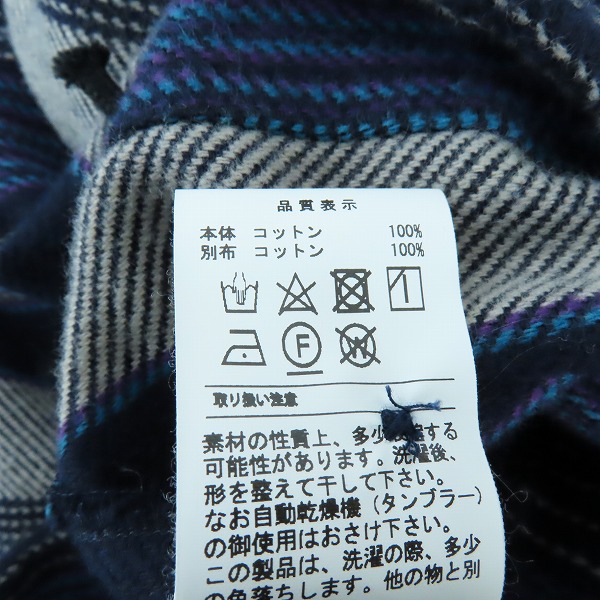 品質表示
本体 コットン 100%
別布 コットン 100%
F
W
取り扱い注意
素材の性質上、多少 する
可能性があります。洗濯後、
形を整えて干して下さい。
なお自動乾燥機(タンブラー)
の御使用はおさけ下さい。
この製品は、洗濯の際、多少
の色落ちします。他の物と別